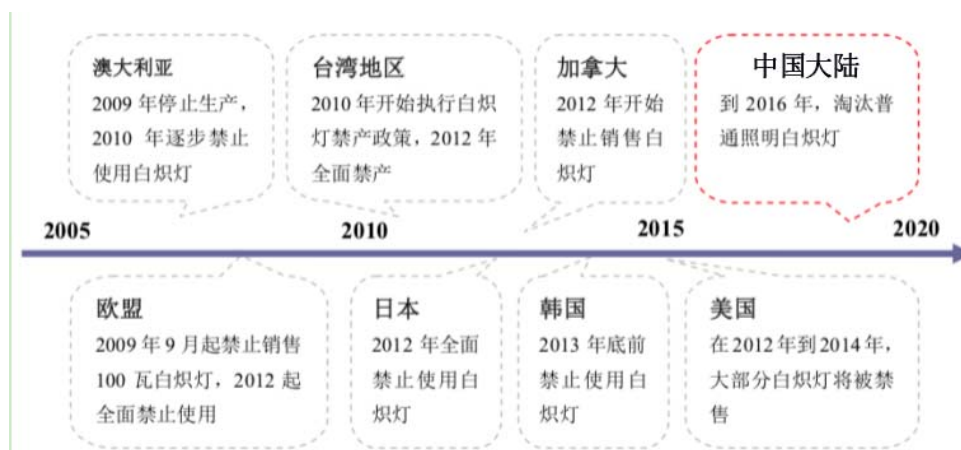 澳大利亚
2009 年停止生产，
2010 年逐步禁止
使用白炽灯
台湾地区
2010 年开始执行白炽
灯禁产政策，2012 年
全面禁产
加拿大
2012 年开始
禁止销售白
炽灯
中国大陆
到 2016 年，淘汰普
通照明白炽灯
2005
2010
2015
2020
欧盟
2009 年 9 月起禁止销售
100 瓦白炽灯，2012 起
全面禁止使用
日本
2012 年全面
禁止使用白
炽灯
韩国
2013 年底前
禁止使用白
炽灯
美国
在 2012 年到 2014 年，
大部分白炽灯将被禁
售